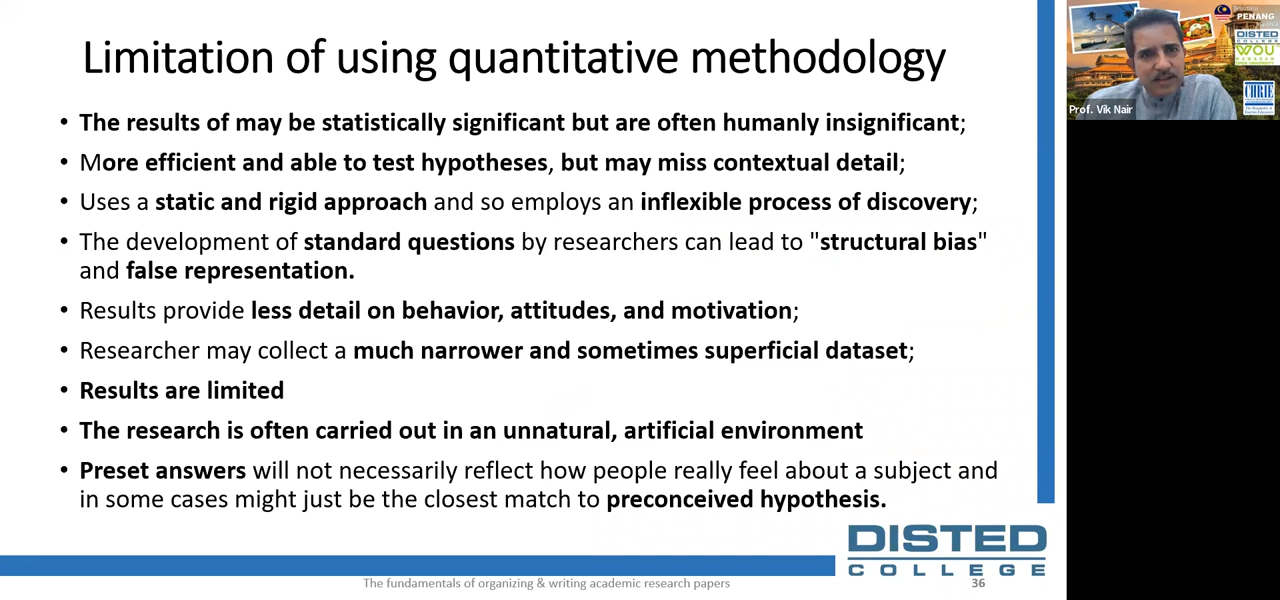 Limitation of using quantitative methodology
• The results of may be statistically significant but are often humanly insignificant;
• More efficient and able to test hypotheses, but may miss contextual detail;
• Uses a static and rigid approach and so employs an inflexible process of discovery;
• The development of standard questions by researchers can lead to "structural bias"
and false representation.
• Results provide less detail on behavior, attitudes, and motivation;
• Researcher may collect a much narrower and sometimes superficial dataset;
• Results are limited
• The research is often carried out in an unnatural, artificial environment
• Preset answers will not necessarily reflect how people really feel about a subject and
in some cases might just be the closest match to preconceived hypothesis.
DISTED
COLLEGE
The fundamentals of organizing & writing academic research papers
36
PENANG
DISTED
COLLEGE
WOU
Prof. Vik Nair
CHRIE